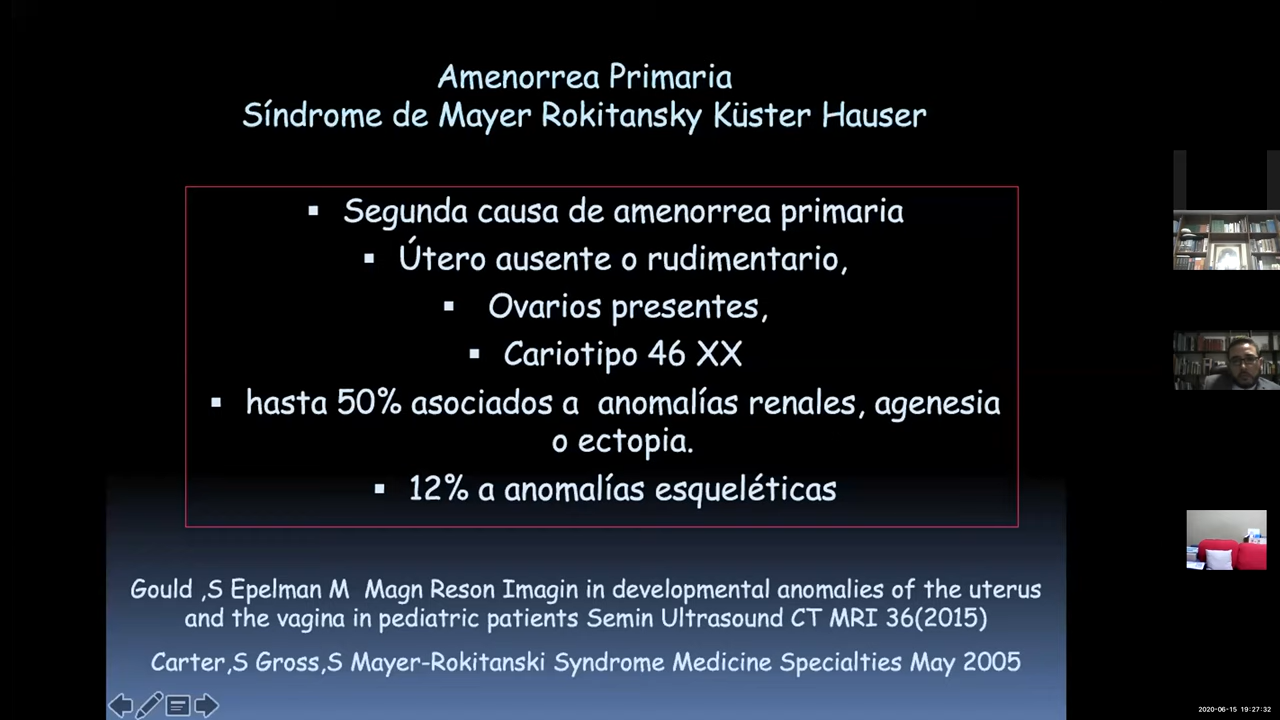 Amenorrea Primaria
Síndrome de Mayer Rokitansky Küster Hauser
▪ Segunda causa de amenorrea primaria
▪ Útero ausente o rudimentario,
▪ Ovarios presentes,
▪ Cariotipo 46 XX
▪ hasta 50% asociados a anomalías renales, agenesia
o ectopia.
▪ 12% a anomalías esqueléticas
Gould ,S Epelman M Magn Reson Imagin in developmental anomalies of the uterus
and the vagina in pediatric patients Semin Ultrasound CT MRI 36(2015)
Carter,S Gross,S Mayer-Rokitanski Syndrome Medicine Specialties May 2005
2020-06-15 19:27:32